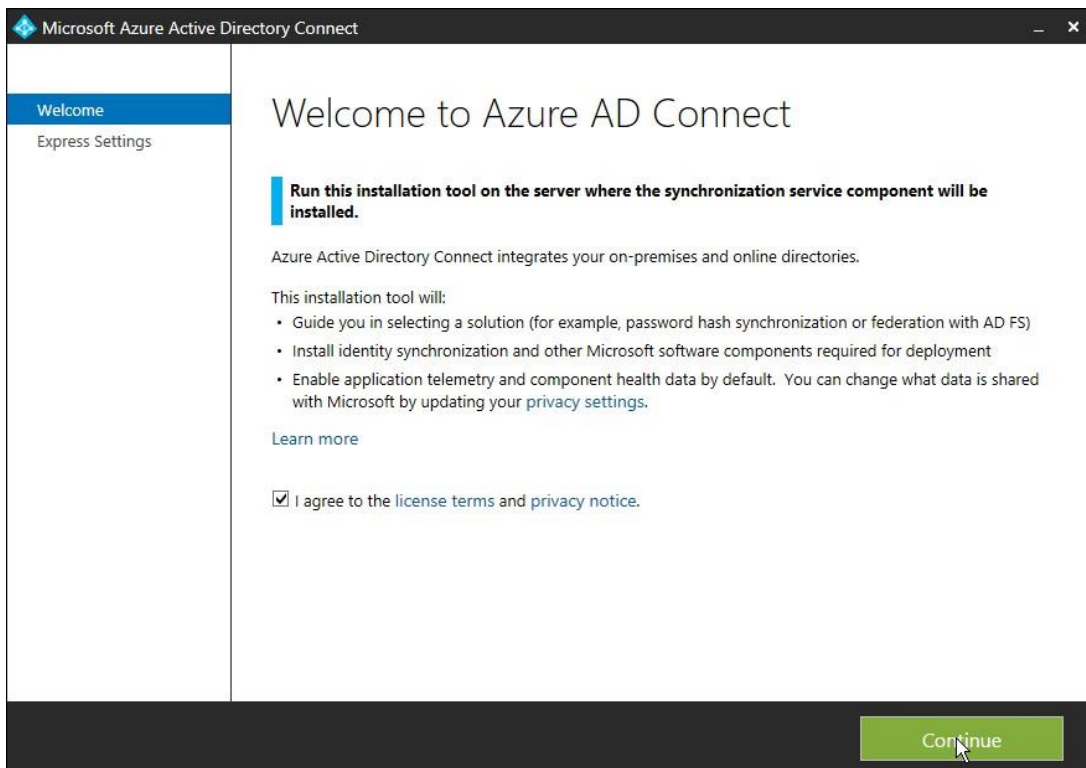 Microsoft Azure Active Directory Connect
Welcome
Express Settings
Welcome to Azure AD Connect
Run this installation tool on the server where the synchronization service component will be
installed.
Azure Active Directory Connect integrates your on-premises and online directories.
This installation tool will:
• Guide you in selecting a solution (for example, password hash synchronization or federation with AD FS)
• Install identity synchronization and other Microsoft software components required for deployment
• Enable application telemetry and component health data by default.  You can change what data is shared
with Microsoft by updating your privacy settings.
Learn more
I agree to the license terms and privacy notice.
Continue